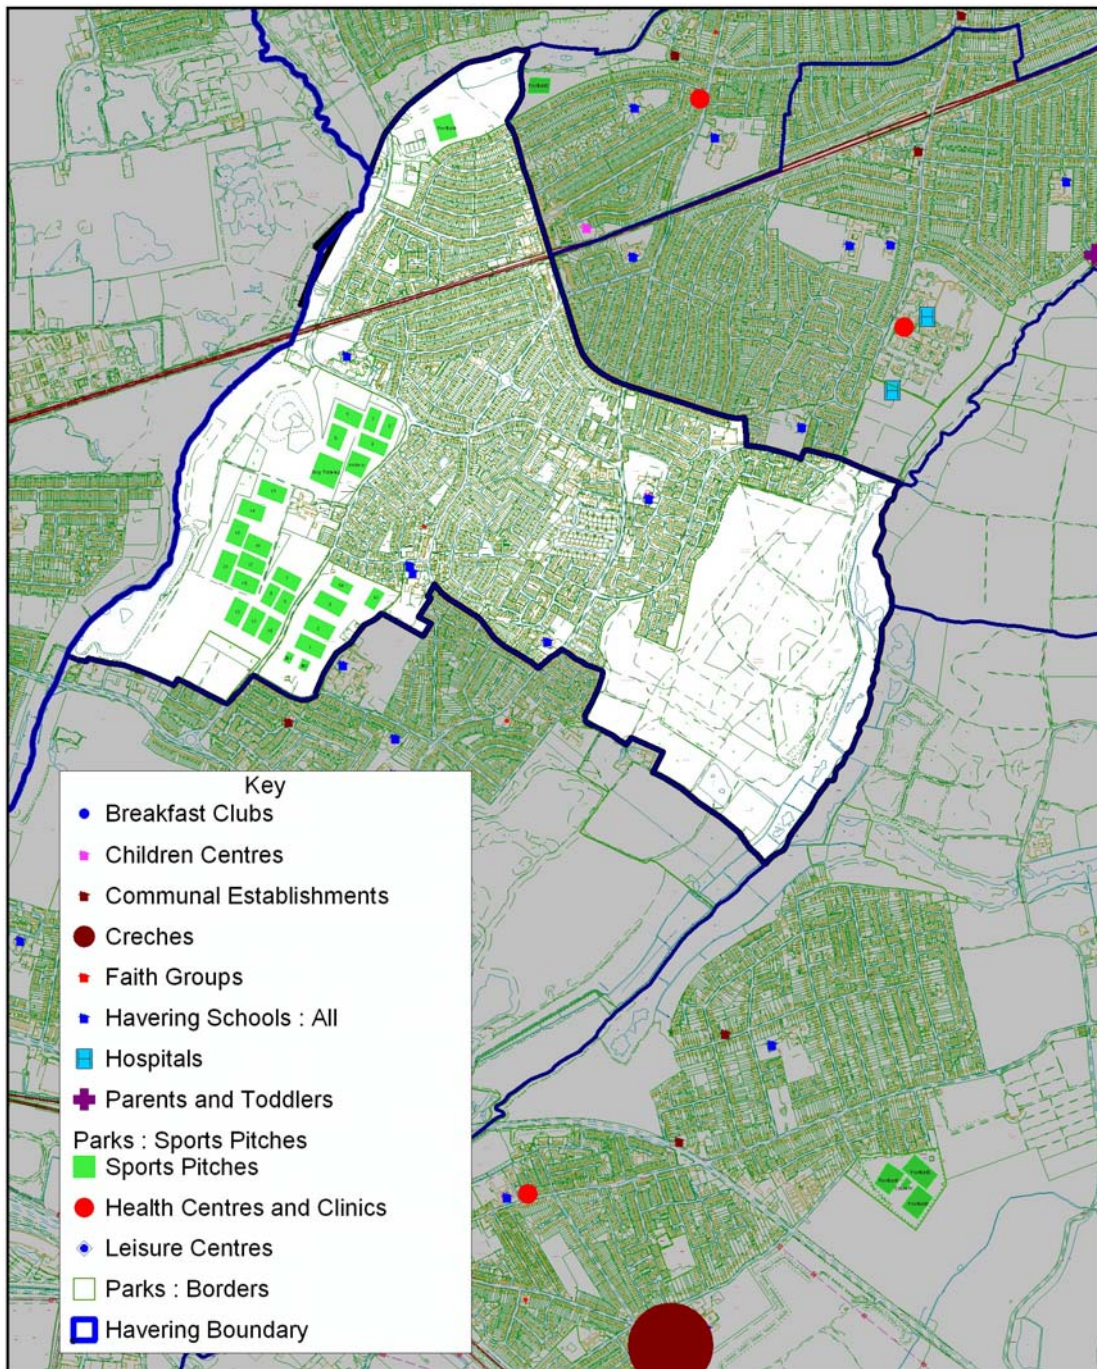 Key
Breakfast Clubs
Children Centres
Communal Establishments
Creches
Faith Groups
Havering Schools : All
Hospitals
Parents and Toddlers
Parks : Sports Pitches
Sports Pitches
Health Centres and Clinics
Leisure Centres
Parks : Borders
Havering Boundary